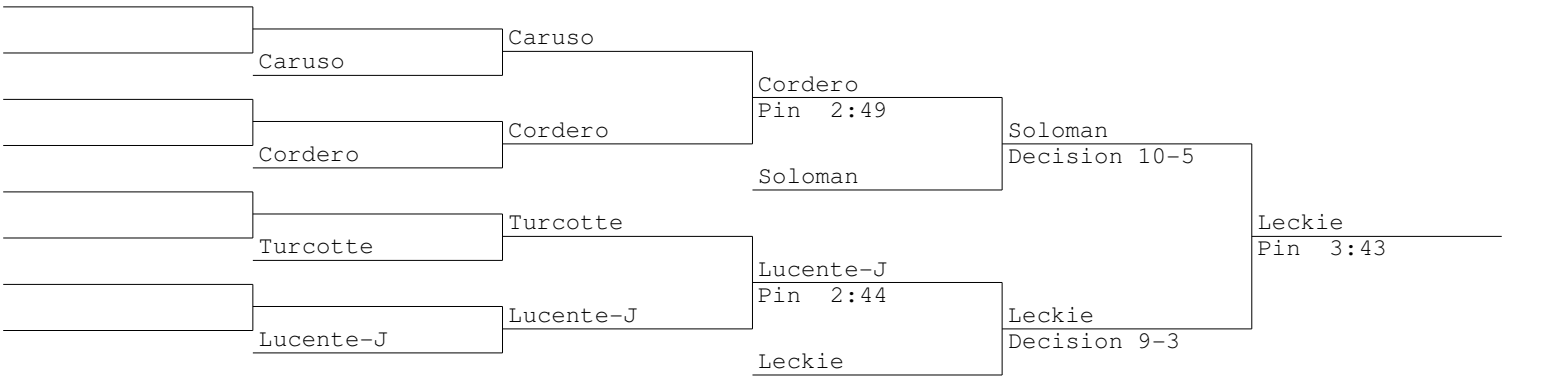 Caruso
Caruso
Cordero
Pin  2:49
Cordero
Cordero
Soloman
Decision 10-5
Soloman
Turcotte
Turcotte
Leckie
Pin  3:43
Lucente-J
Pin  2:44
Lucente-J
Lucente-J
Leckie
Decision 9-3
Leckie